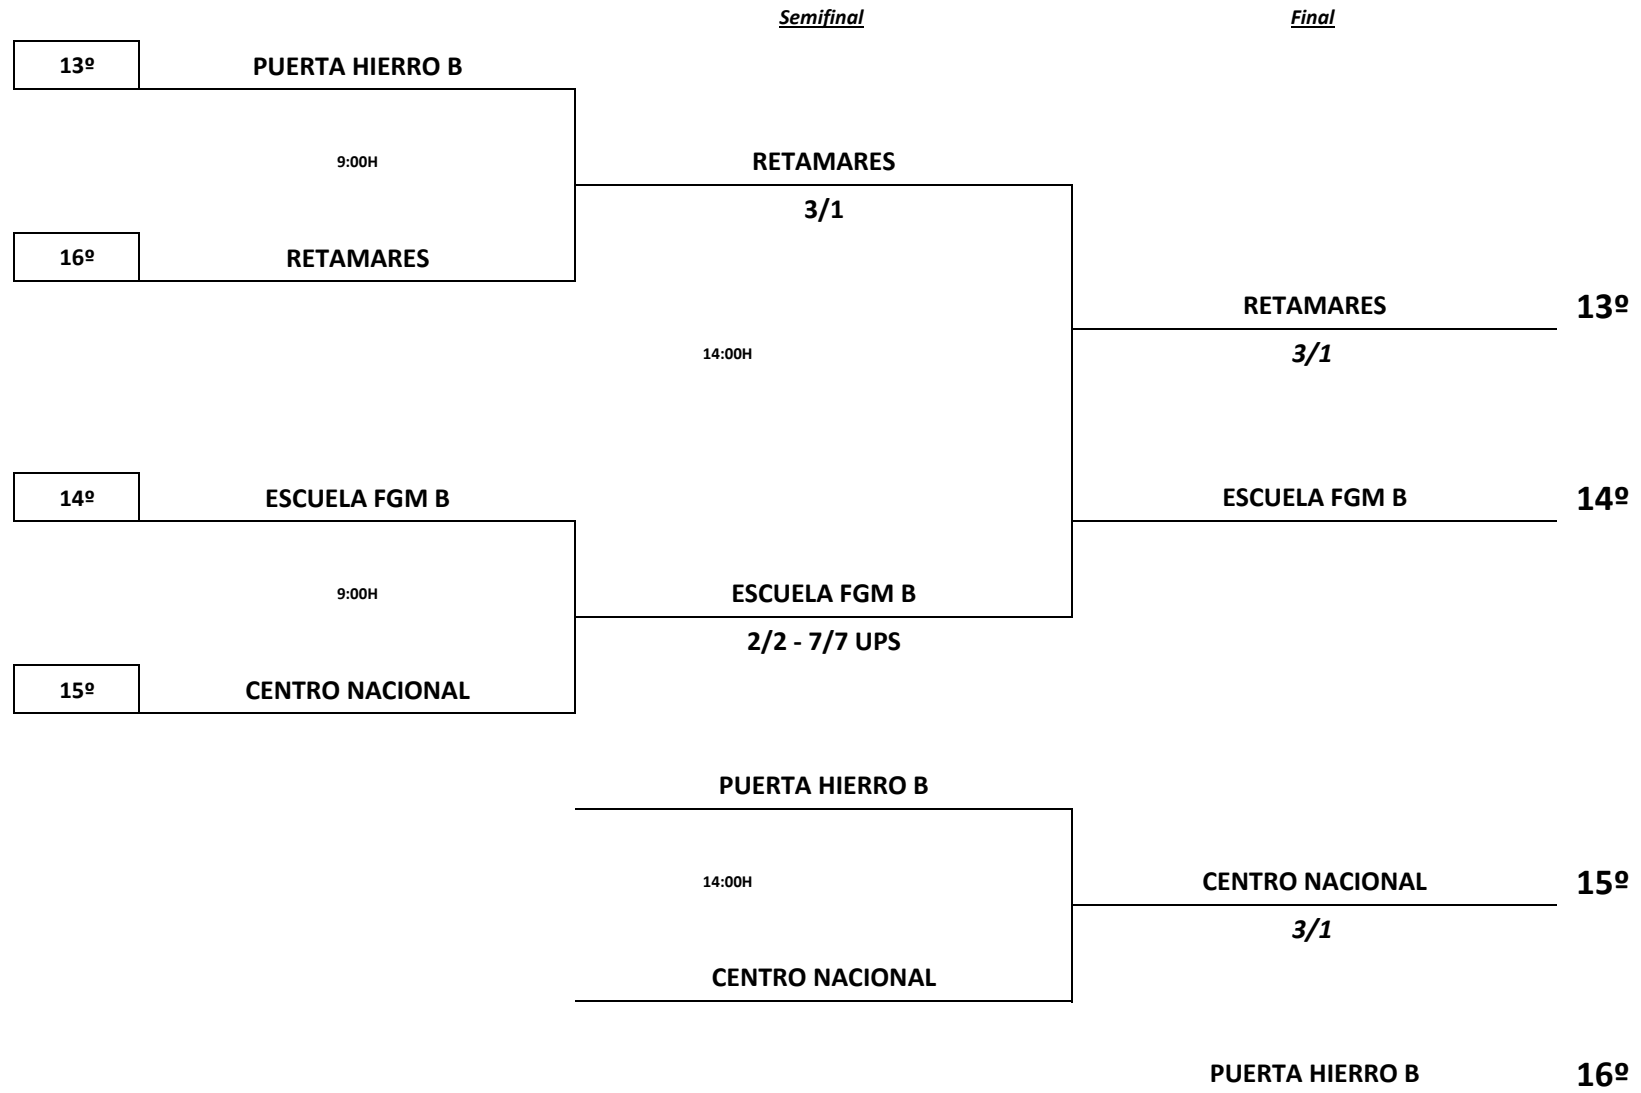 Semifinal Final
13º PUERTA HIERRO B
9:00H RETAMARES
3/1
16º RETAMARES
RETAMARES 13º
14:00H 3/1
14º ESCUELA FGM B ESCUELA FGM B 14º
9:00H ESCUELA FGM B
2/2 - 7/7 UPS
15º CENTRO NACIONAL
PUERTA HIERRO B
14:00H CENTRO NACIONAL 15º
3/1
CENTRO NACIONAL
PUERTA HIERRO B 16º